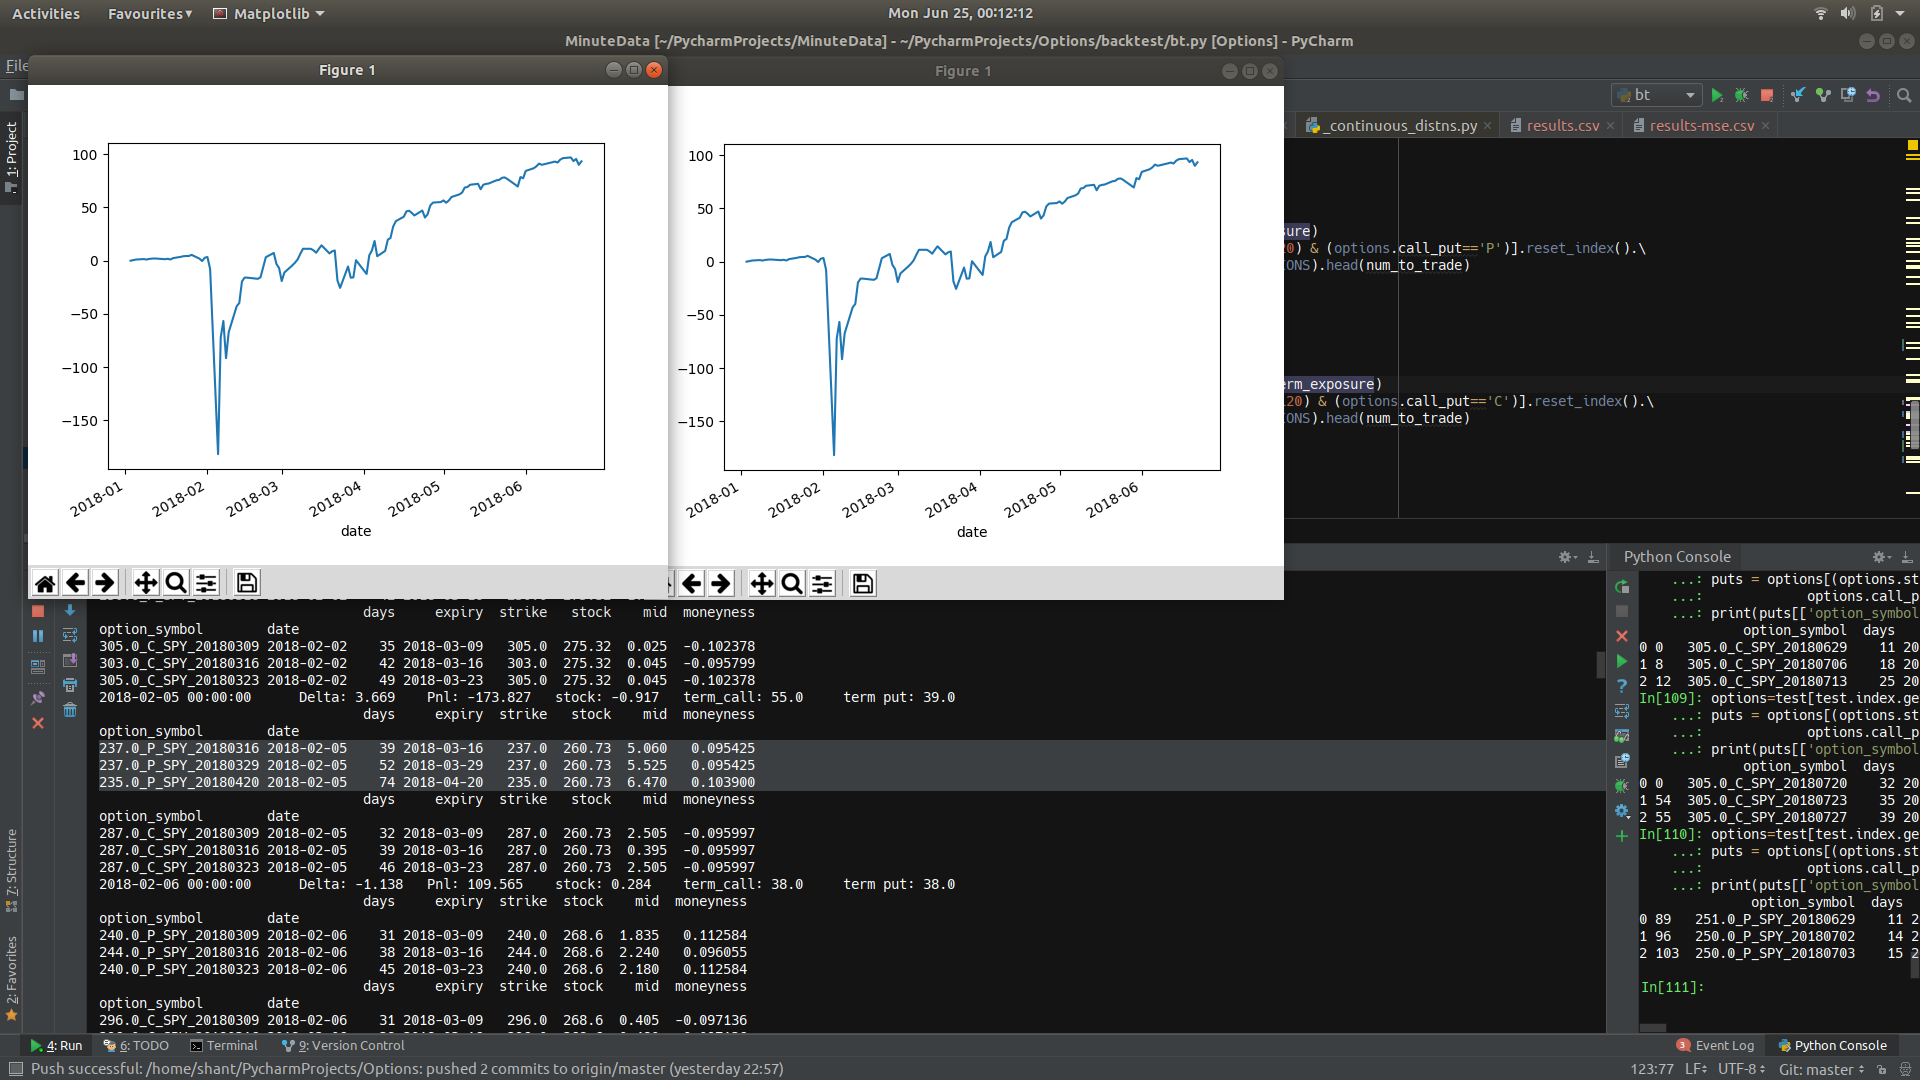 Activities Favourites▾ Matplotlib Mon Jun 25, 00:12:12
MinuteData [~/PycharmProjects/MinuteData] - ~/PycharmProjects/Options/backtest/bt.py [Options] - PyCharm
File
Figure 1
Figure 1
bt
_continuous_distns.py
results.csv
results-mse.csv
1: Project
100
50
0
−50
−100
−150
2018-01
2018-02
2018-03
2018-04
2018-05
2018-06
date
100
50
0
−50
−100
−150
2018-01
2018-02
2018-03
2018-04
2018-05
2018-06
date
sure)
20) & (options.call_put=='P')].reset_index().\
IONS).head(num_to_trade)
erm_exposure)
120) & (options.call_put=='C')].reset_index().\
IONS).head(num_to_trade)
days expiry strike stock mid moneyness
option_symbol date
305.0_C_SPY_20180309 2018-02-02 35 2018-03-09 305.0 275.32 0.025 -0.102378
303.0_C_SPY_20180316 2018-02-02 42 2018-03-16 303.0 275.32 0.045 -0.095799
305.0_C_SPY_20180323 2018-02-02 49 2018-03-23 305.0 275.32 0.045 -0.102378
2018-02-05 00:00:00 Delta: 3.669 Pnl: -173.827 stock: -0.917 term_call: 55.0 term put: 39.0
days expiry strike stock mid moneyness
option_symbol date
237.0_P_SPY_20180316 2018-02-05 39 2018-03-16 237.0 260.73 5.060 0.095425
237.0_P_SPY_20180329 2018-02-05 52 2018-03-29 237.0 260.73 5.525 0.095425
235.0_P_SPY_20180420 2018-02-05 74 2018-04-20 235.0 260.73 6.470 0.103900
days expiry strike stock mid moneyness
option_symbol date
287.0_C_SPY_20180309 2018-02-05 32 2018-03-09 287.0 260.73 2.505 -0.095997
287.0_C_SPY_20180316 2018-02-05 39 2018-03-16 287.0 260.73 0.395 -0.095997
287.0_C_SPY_20180323 2018-02-05 46 2018-03-23 287.0 260.73 2.505 -0.095997
2018-02-06 00:00:00 Delta: -1.138 Pnl: 109.565 stock: 0.284 term_call: 38.0 term put: 38.0
days expiry strike stock mid moneyness
option_symbol date
240.0_P_SPY_20180309 2018-02-06 31 2018-03-09 240.0 268.6 1.835 0.112584
244.0_P_SPY_20180316 2018-02-06 38 2018-03-16 244.0 268.6 2.240 0.096055
240.0_P_SPY_20180323 2018-02-06 45 2018-03-23 240.0 268.6 2.180 0.112584
days expiry strike stock mid moneyness
option_symbol date
296.0_C_SPY_20180309 2018-02-06 31 2018-03-09 296.0 268.6 0.405 -0.097136
Python Console
...: puts = options[(options.st
...: options.call_p
...: print(puts[['option_symbol
option_symbol days
0 0 305.0_C_SPY_20180629 11 20
1 8 305.0_C_SPY_20180706 18 20
2 12 305.0_C_SPY_20180713 25 20
In[109]: options=test[test.index.ge
...: puts = options[(options.st
...: options.call_p
...: print(puts[['option_symbol
option_symbol days
0 0 305.0_C_SPY_20180720 32 20
1 54 305.0_C_SPY_20180723 35 20
2 55 305.0_C_SPY_20180727 39 20
In[110]: options=test[test.index.ge
...: puts = options[(options.st
...: options.call_p
...: print(puts[['option_symbol
option_symbol days
0 89 251.0_P_SPY_20180629 11 2
1 96 250.0_P_SPY_20180702 14 2
2 103 250.0_P_SPY_20180703 15 2
In[111]:
7: Structure
2: Favorites
4: Run 6: TODO Terminal 9: Version Control 3 Event Log Python Console
Push successful: /home/shant/PycharmProjects/Options: pushed 2 commits to origin/master (yesterday 22:57) 123:77 LF UTF-8 Git: master